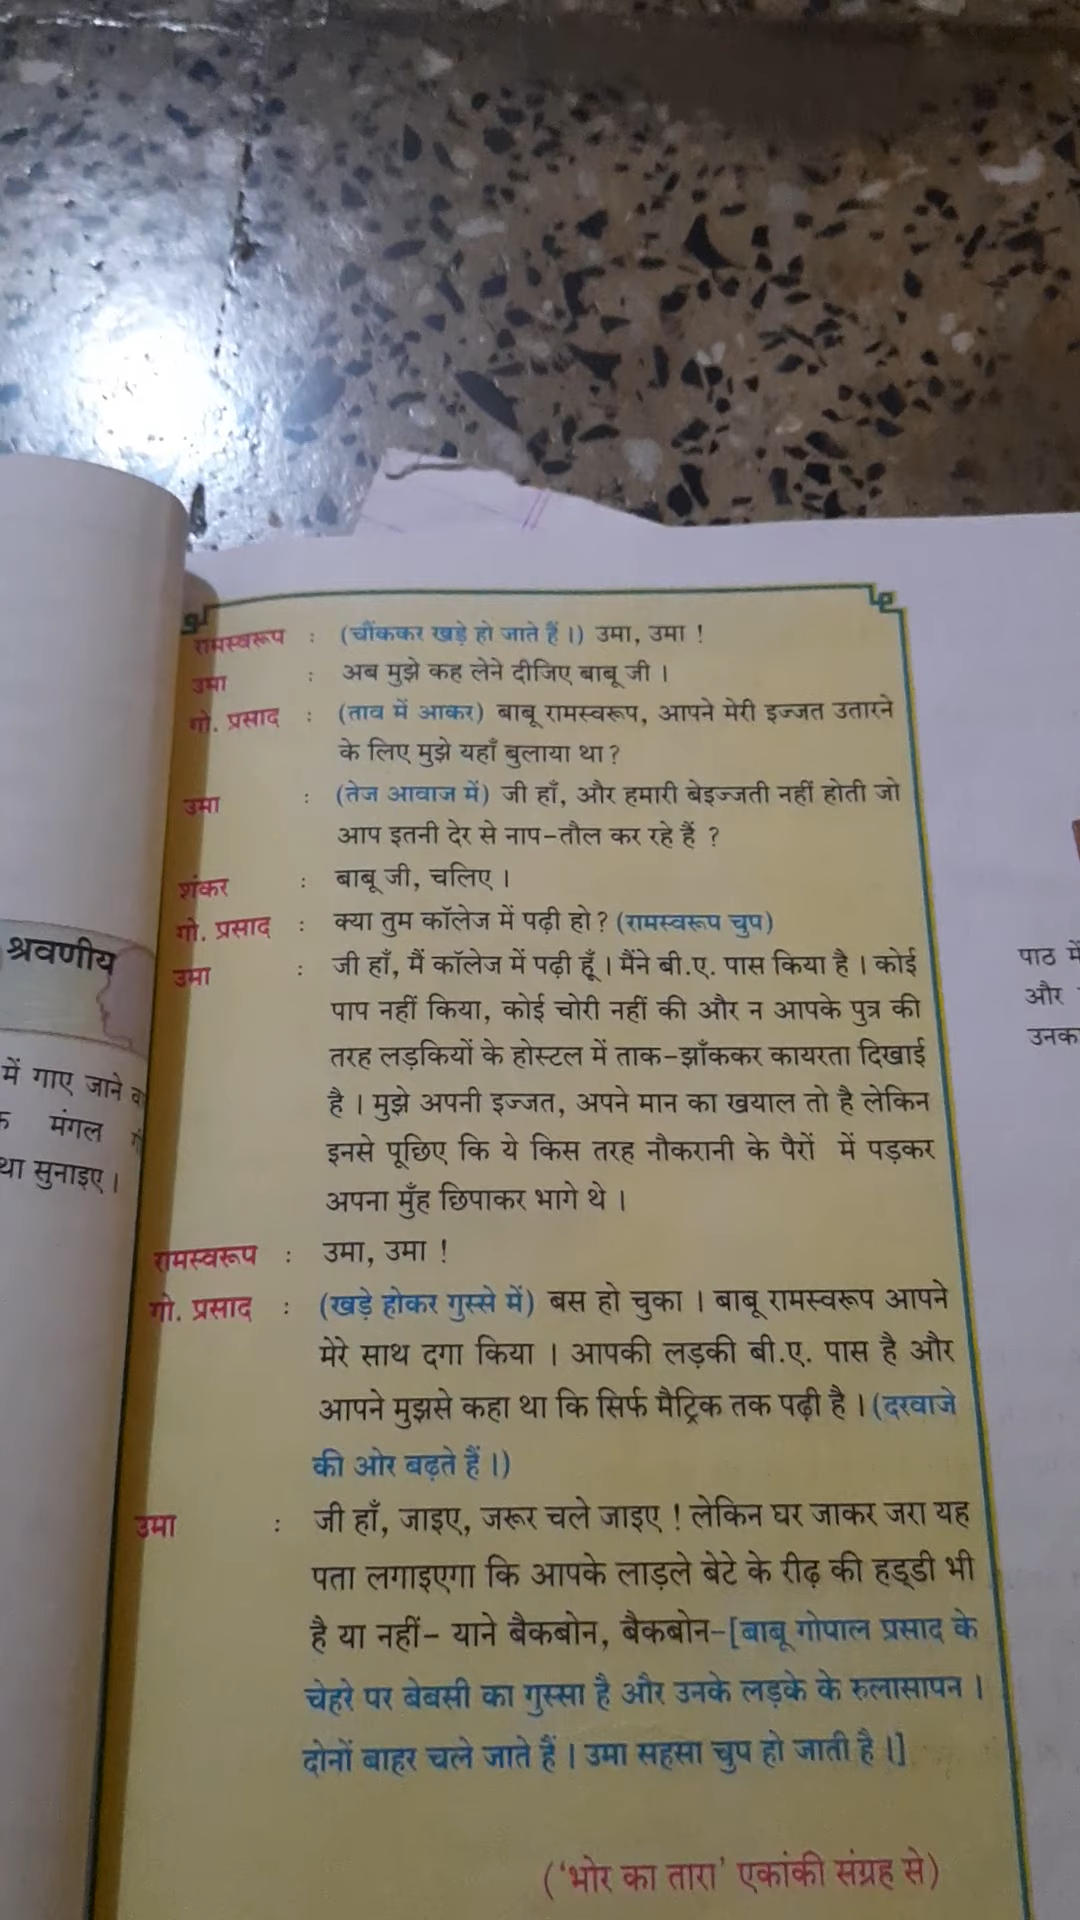 रामस्वरूप : (चौंककर खड़े हो जाते हैं ।) उमा, उमा !
उमा : अब मुझे कह लेने दीजिए बाबू जी ।
गो. प्रसाद : (ताव में आकर) बाबू रामस्वरूप, आपने मेरी इज्जत उतारने
के लिए मुझे यहाँ बुलाया था ?
उमा : (तेज आवाज में) जी हाँ, और हमारी बेइज्जती नहीं होती जो
आप इतनी देर से नाप-तौल कर रहे हैं ?
शंकर : बाबू जी, चलिए ।
गो. प्रसाद : क्या तुम कॉलेज में पढ़ी हो ? (रामस्वरूप चुप)
उमा : जी हाँ, मैं कॉलेज में पढ़ी हूँ । मैंने बी.ए. पास किया है । कोई
पाप नहीं किया, कोई चोरी नहीं की और न आपके पुत्र की
तरह लड़कियों के होस्टल में ताक-झाँककर कायरता दिखाई
है । मुझे अपनी इज्जत, अपने मान का खयाल तो है लेकिन
इनसे पूछिए कि ये किस तरह नौकरानी के पैरों में पड़कर
अपना मुँह छिपाकर भागे थे ।
रामस्वरूप : उमा, उमा !
गो. प्रसाद : (खड़े होकर गुस्से में) बस हो चुका । बाबू रामस्वरूप आपने
मेरे साथ दगा किया । आपकी लड़की बी.ए. पास है और
आपने मुझसे कहा था कि सिर्फ मैट्रिक तक पढ़ी है । (दरवाजे
की ओर बढ़ते हैं ।)
उमा : जी हाँ, जाइए, जरूर चले जाइए ! लेकिन घर जाकर जरा यह
पता लगाइएगा कि आपके लाड़ले बेटे के रीढ़ की हड्डी भी
है या नहीं- याने बैकबोन, बैकबोन-[बाबू गोपाल प्रसाद के
चेहरे पर बेबसी का गुस्सा है और उनके लड़के के रुलासापन ।
दोनों बाहर चले जाते हैं । उमा सहसा चुप हो जाती है ।]
('भोर का तारा' एकांकी संग्रह से)
श्रवणीय
में गाए जाने
मंगल
था सुनाइए ।
पाठ में
और
उनका